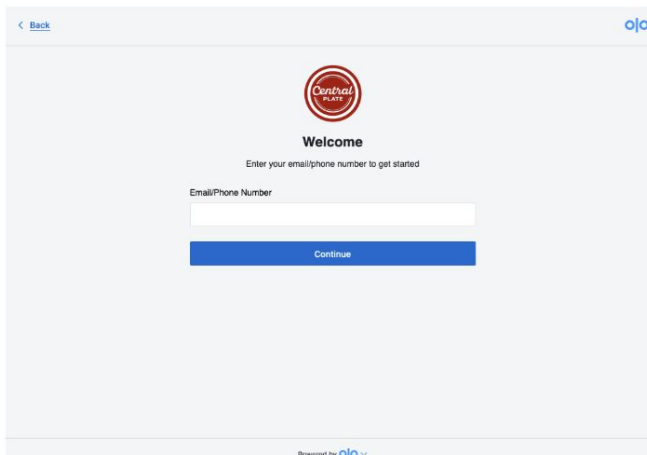 Back
olo
Central
PLATE
Welcome
Enter your email/phone number to get started
Email/Phone Number
Continue
Powered by olo